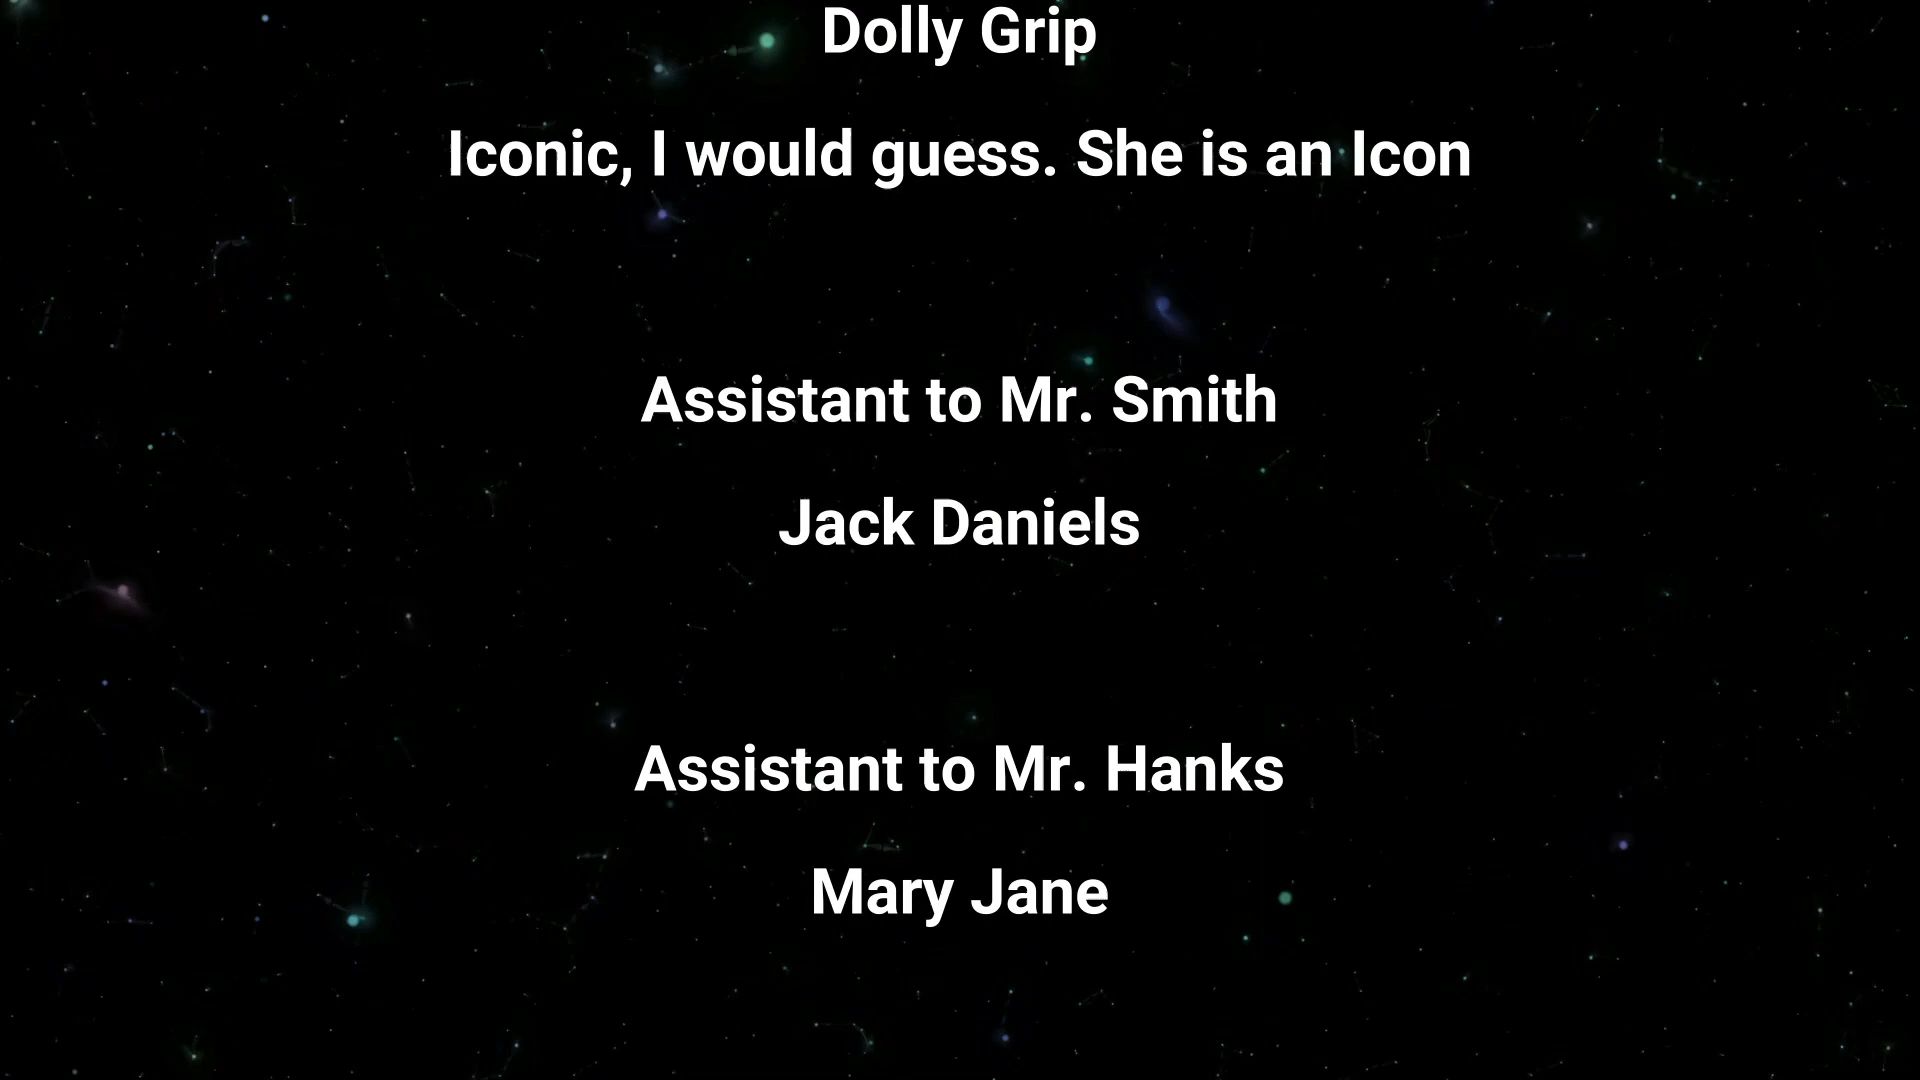 Dolly Grip
Iconic, I would guess. She is an Icon
Assistant to Mr. Smith
Jack Daniels
Assistant to Mr. Hanks
Mary Jane